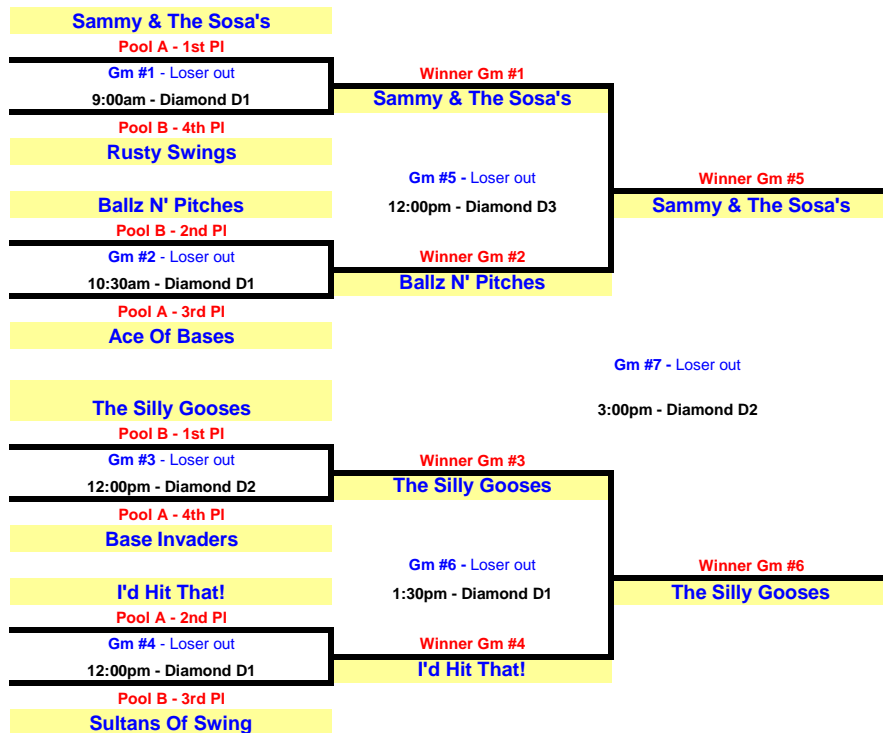 Sammy & The Sosa's
Pool A - 1st Pl
Gm #1 - Loser out
Winner Gm #1
9:00am - Diamond D1
Sammy & The Sosa's
Pool B - 4th Pl
Rusty Swings
Gm #5 - Loser out
Winner Gm #5
Ballz N' Pitches
12:00pm - Diamond D3
Sammy & The Sosa's
Pool B - 2nd Pl
Gm #2 - Loser out
Winner Gm #2
10:30am - Diamond D1
Ballz N' Pitches
Pool A - 3rd Pl
Ace Of Bases
Gm #7 - Loser out
The Silly Gooses
3:00pm - Diamond D2
Pool B - 1st Pl
Gm #3 - Loser out
Winner Gm #3
12:00pm - Diamond D2
The Silly Gooses
Pool A - 4th Pl
Base Invaders
Gm #6 - Loser out
Winner Gm #6
I'd Hit That!
1:30pm - Diamond D1
The Silly Gooses
Pool A - 2nd Pl
Gm #4 - Loser out
Winner Gm #4
12:00pm - Diamond D1
I'd Hit That!
Pool B - 3rd Pl
Sultans Of Swing